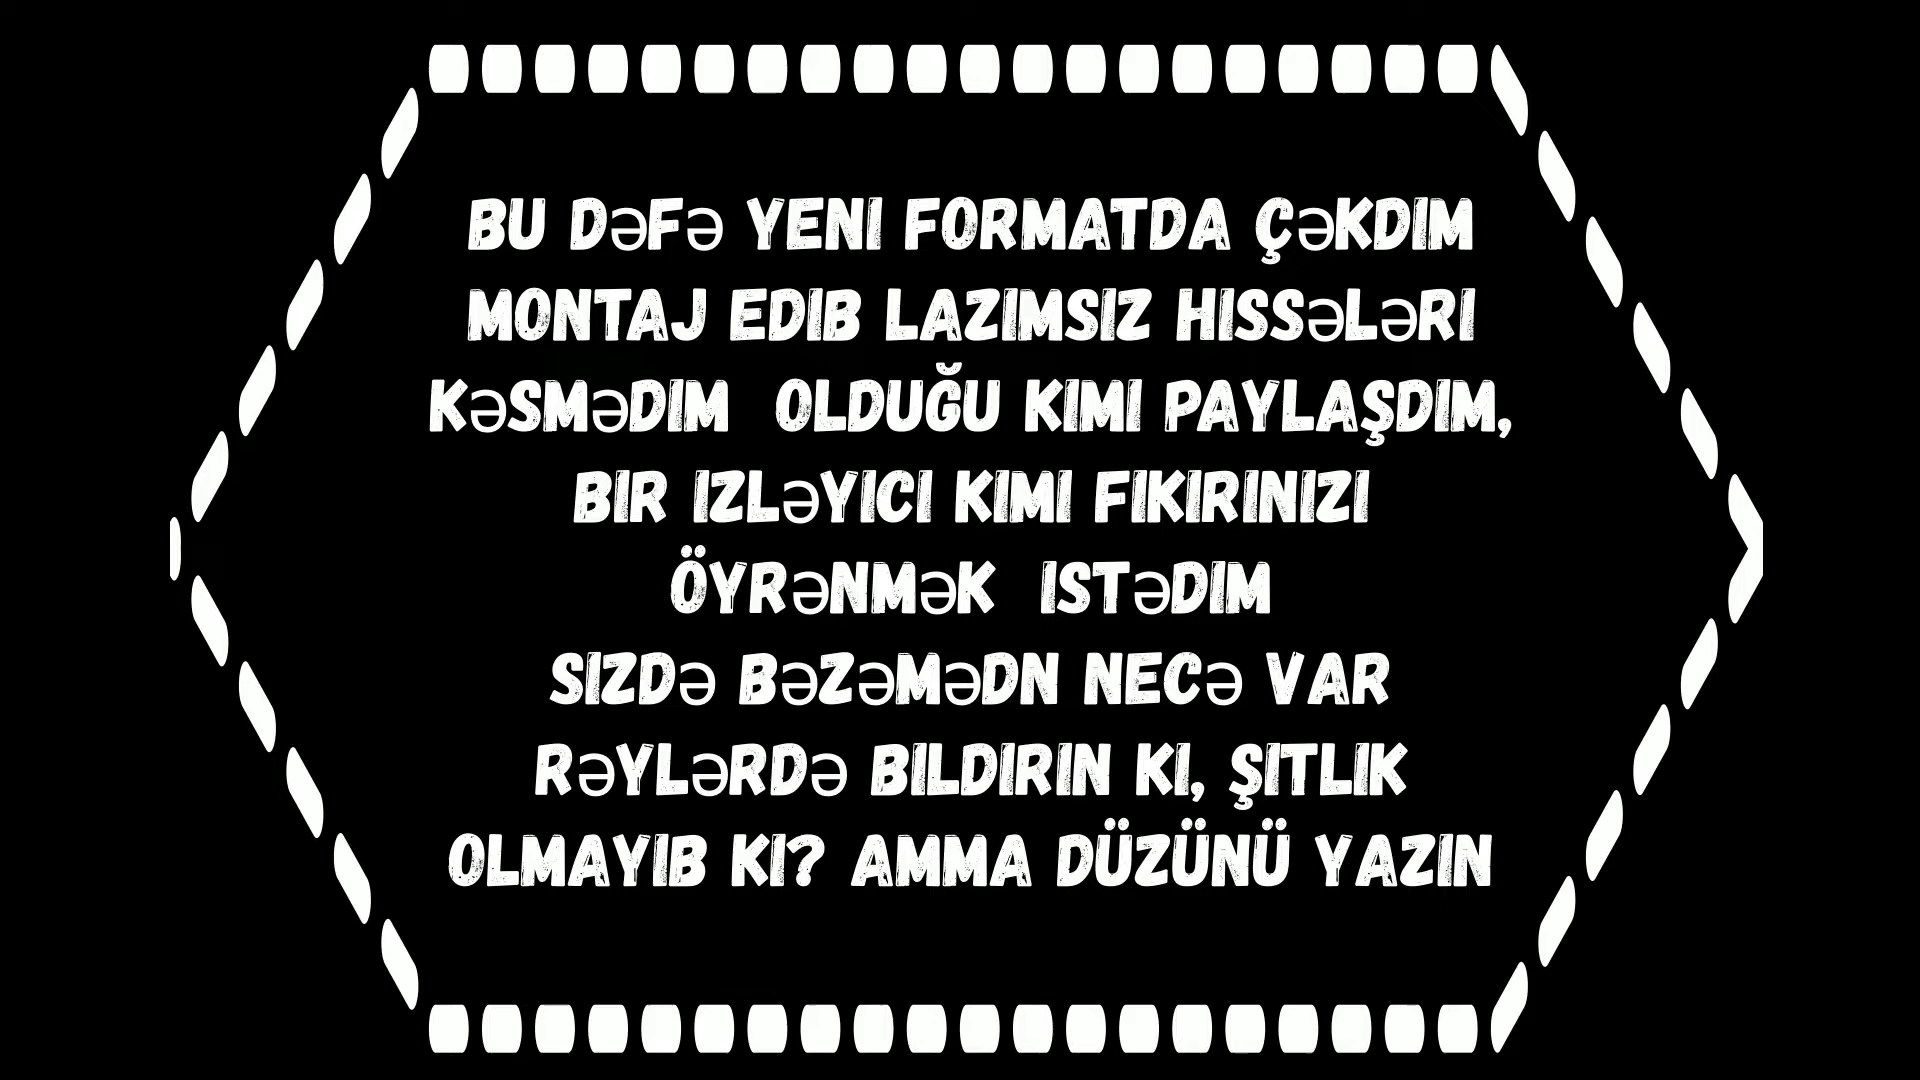 BU DƏFƏ YENI FORMATDA ÇƏKDIM
MONTAJ EDIB LAZIMSIZ HISSƏLƏRI
KƏSMƏDIM OLDUĞU KIMI PAYLAŞDIM,
BIR IZLƏYICI KIMI FIKIRINIZI
ÖYRƏNMƏK ISTƏDIM
SIZDƏ BƏZƏMƏDN NECƏ VAR
RƏYLƏRDƏ BILDIRIN KI, ŞITLIK
OLMAYIB KI? AMMA DÜZÜNÜ YAZIN